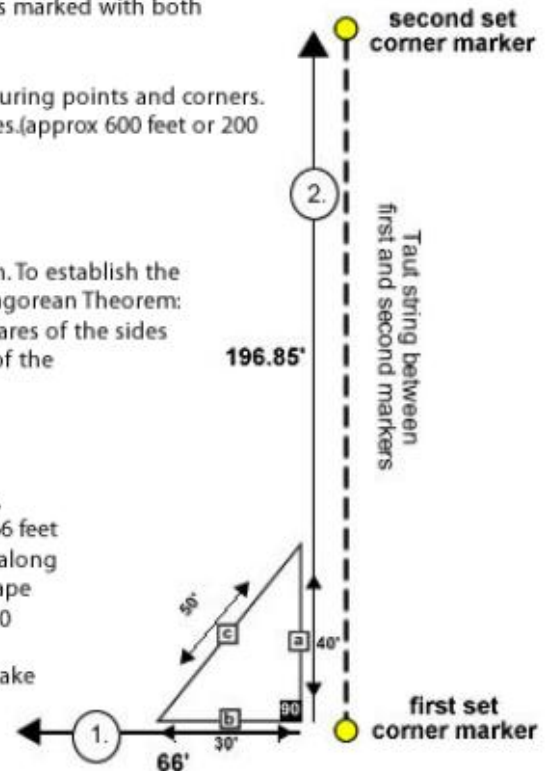 s marked with both
uring points and corners.
es.(approx 600 feet or 200
n. To establish the
agorean Theorem:
ares of the sides
of the
6 feet
along
ape
0
ake
second set
corner marker
2.
Taut string between
first and second markers
196.85'
50'
c
a
40'
90
b
30'
1.
66'
first set
corner marker